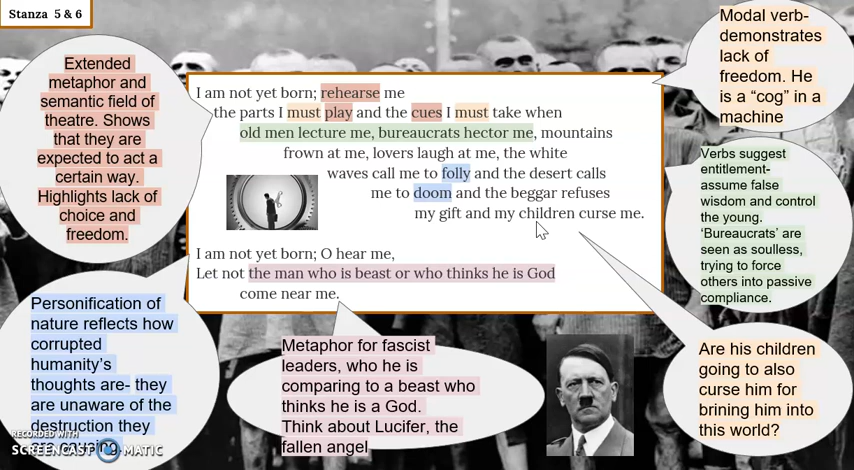 Stanza 5 & 6
Extended
metaphor and
semantic field of
theatre. Shows
that they are
expected to act a
certain way.
Highlights lack of
choice and
freedom.
I am not yet born; rehearse me
the parts I must play and the cues I must take when
old men lecture me, bureaucrats hector me, mountains
frown at me, lovers laugh at me, the white
waves call me to folly and the desert calls
me to doom and the beggar refuses
my gift and my children curse me.
I am not yet born; O hear me,
Let not the man who is beast or who thinks he is God
come near me.
Modal verb-
demonstrates
lack of
freedom. He
is a “cog” in a
machine
Verbs suggest
entitlement-
assume false
wisdom and control
the young.
‘Bureaucrats’ are
seen as soulless,
trying to force
others into passive
compliance.
Personification of
nature reflects how
corrupted
humanity’s
thoughts are- they
are unaware of the
destruction they
Metaphor for fascist
leaders, who he is
comparing to a beast who
thinks he is a God.
Think about Lucifer, the
fallen angel
Are his children
going to also
curse him for
brining him into
this world?
RECORDED WITH
SCREENCAST MATIC